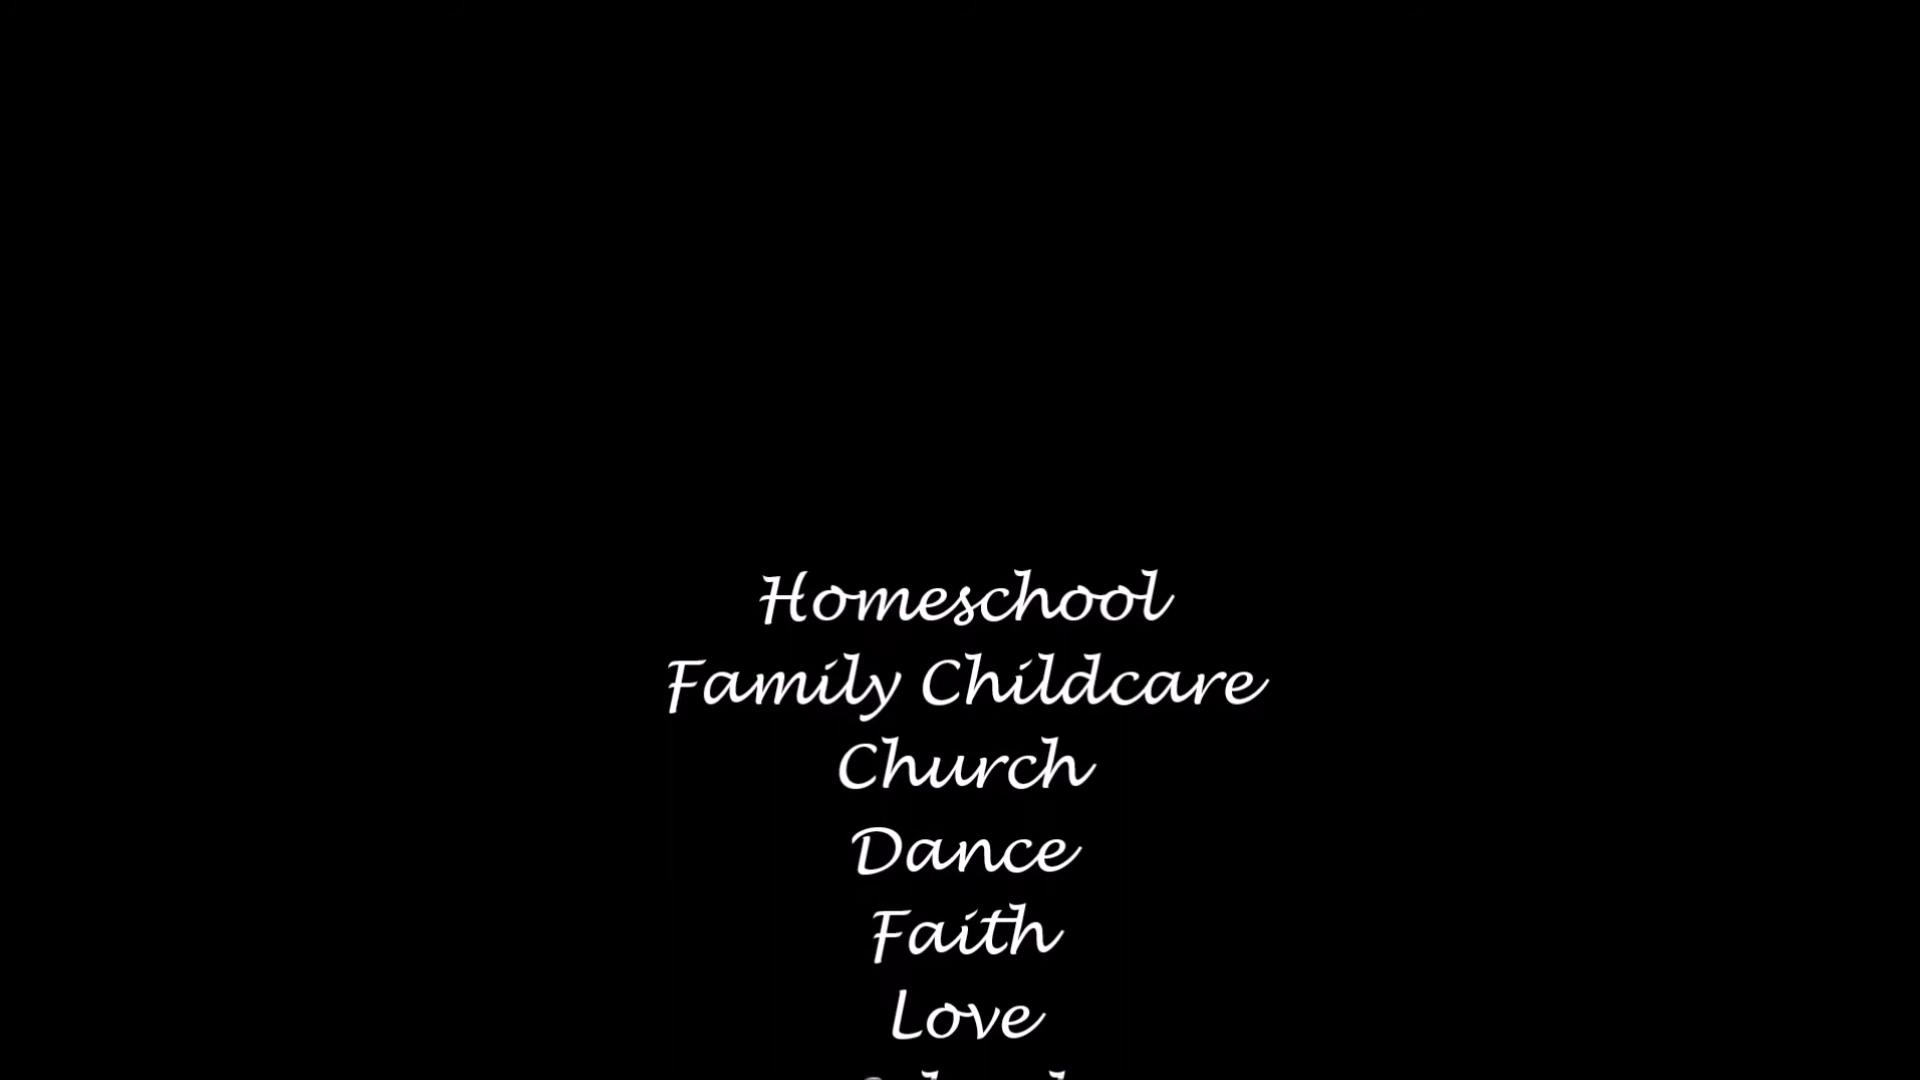 Homeschool
Family Childcare
Church
Dance
Faith
Love